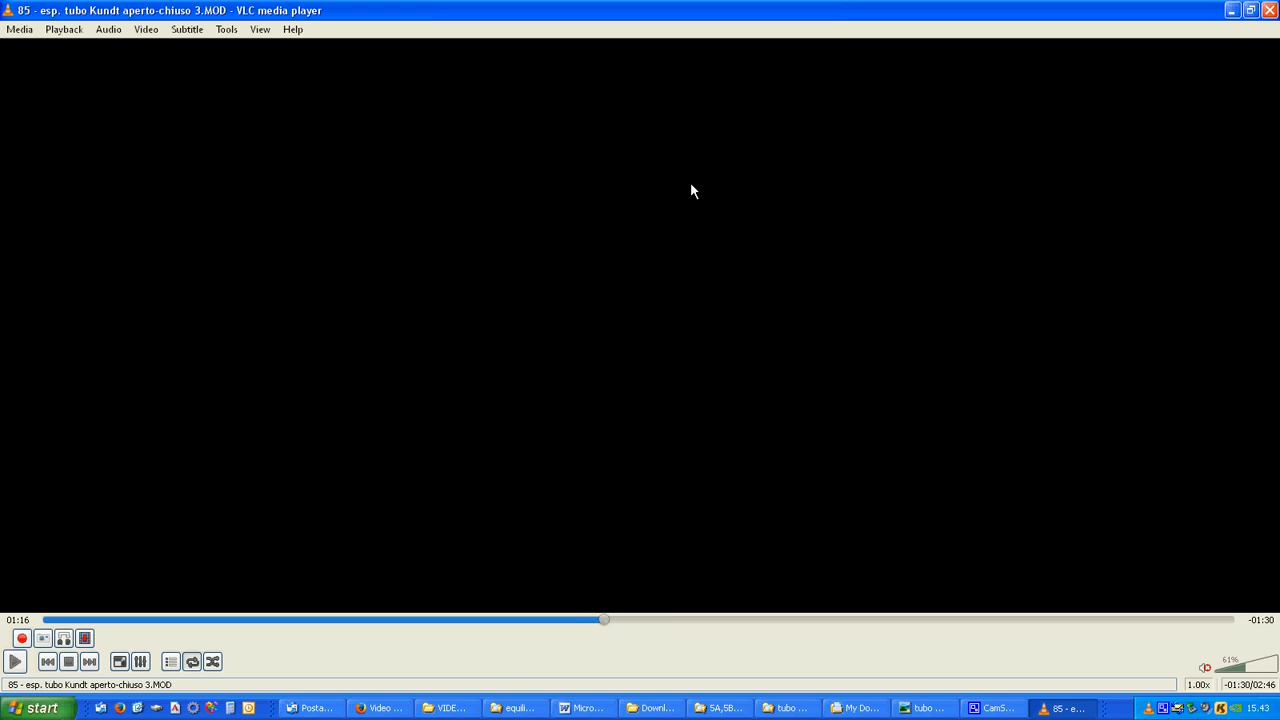 85 - esp. tubo Kundt aperto-chiuso 3.MOD - VLC media player
Media Playback Audio Video Subtitle Tools View Help
01:16 -01:30
61%
85 - esp. tubo Kundt aperto-chiuso 3.MOD 1.00x -01:30/02:46
start Posta... Video ... VIDE... equili... Micro... Downl... 5A,5B... tubo ... My Do... tubo ... CamS... 85 - e... 15.43